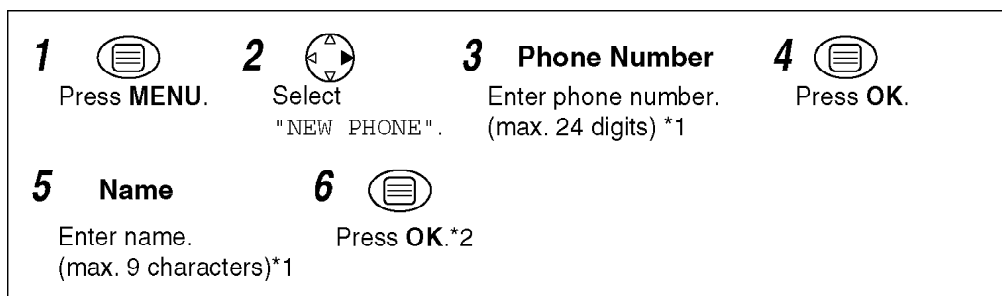 1
Press MENU.
2
Select
"NEW PHONE".
3 Phone Number
Enter phone number.
(max. 24 digits) *1
4
Press OK.
5 Name
Enter name.
(max. 9 characters)*1
6
Press OK.*2